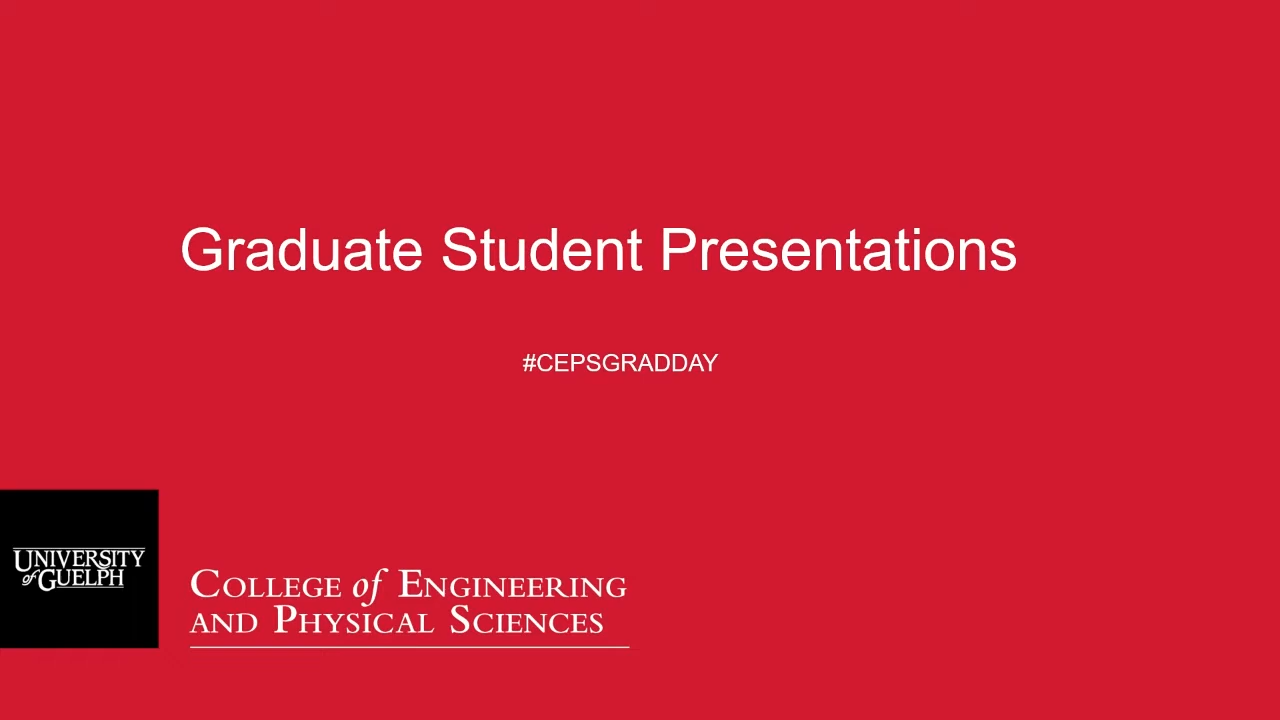 Graduate Student Presentations
#CEPSGRADDAY
UNIVERSITY
of GUELPH
COLLEGE of ENGINEERING
AND PHYSICAL SCIENCES